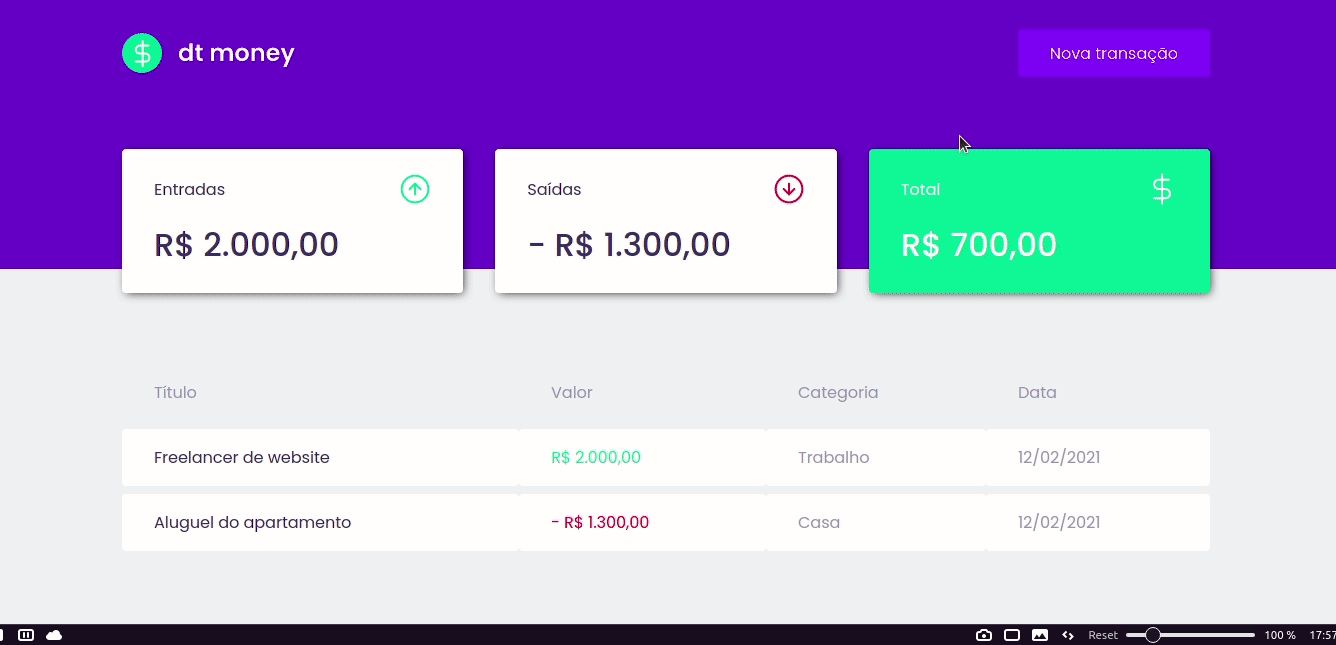 $ dt money
Nova transação
Entradas
R$ 2.000,00
Saídas
- R$ 1.300,00
Total $
R$ 700,00
Título Valor Categoria Data
Freelancer de website R$ 2.000,00 Trabalho 12/02/2021
Aluguel do apartamento - R$ 1.300,00 Casa 12/02/2021
Reset 100 % 17:57